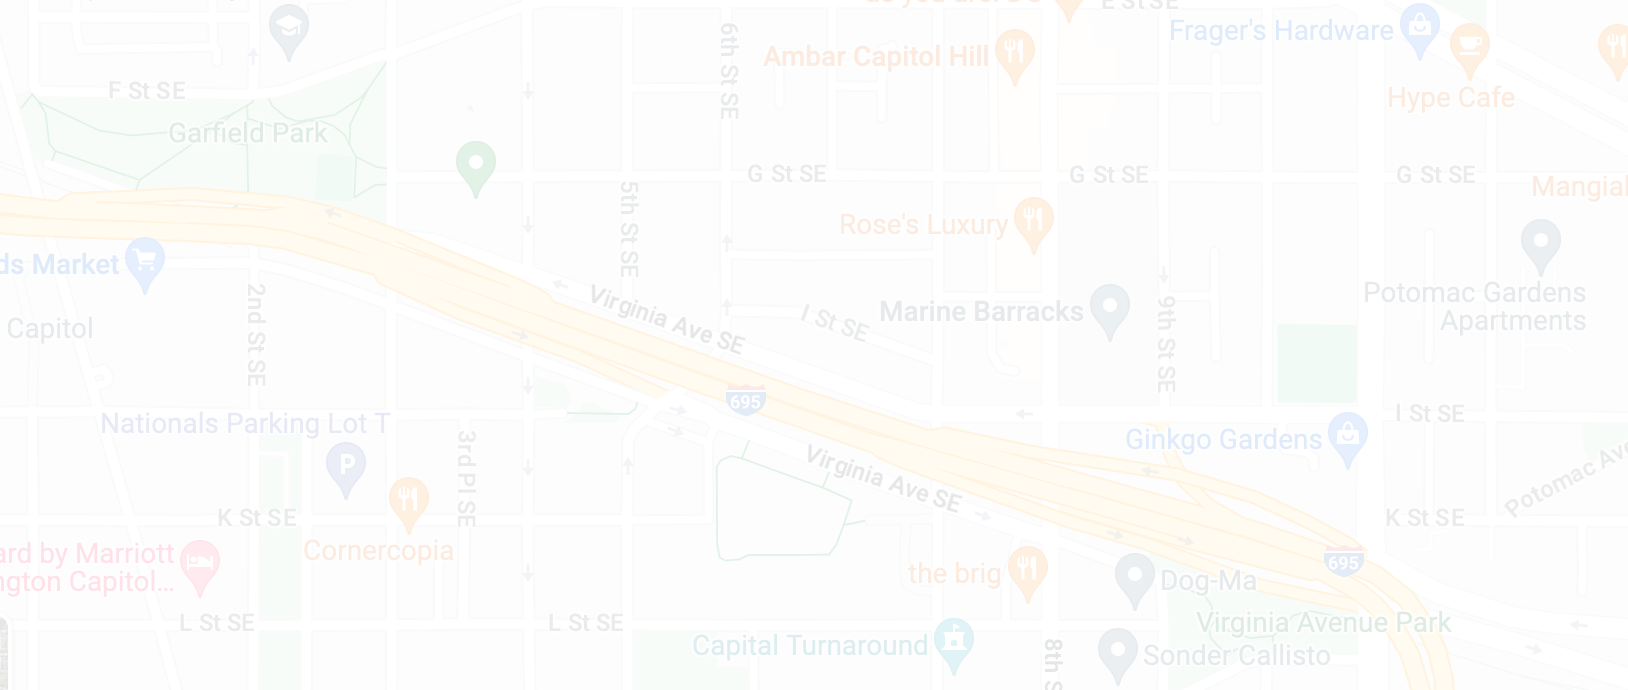 E St SE
Frager's Hardware
Ambar Capitol Hill
6th St SE
F St SE
Hype Cafe
Garfield Park
G St SE
G St SE
G St SE
5th St SE
Rose's Luxury
ds Market
2nd St SE
Virginia Ave SE
I St SE
Marine Barracks
9th St SE
Potomac Gardens
Apartments
Capitol
695
Nationals Parking Lot T
I St SE
Ginkgo Gardens
3rd Pl SE
Virginia Ave SE
Potomac Ave
K St SE
K St SE
P
Cornercopia
ard by Marriott
ngton Capitol...
695
the brig
Dog-Ma
L St SE
L St SE
Virginia Avenue Park
Capital Turnaround
8th S
Sonder Callisto